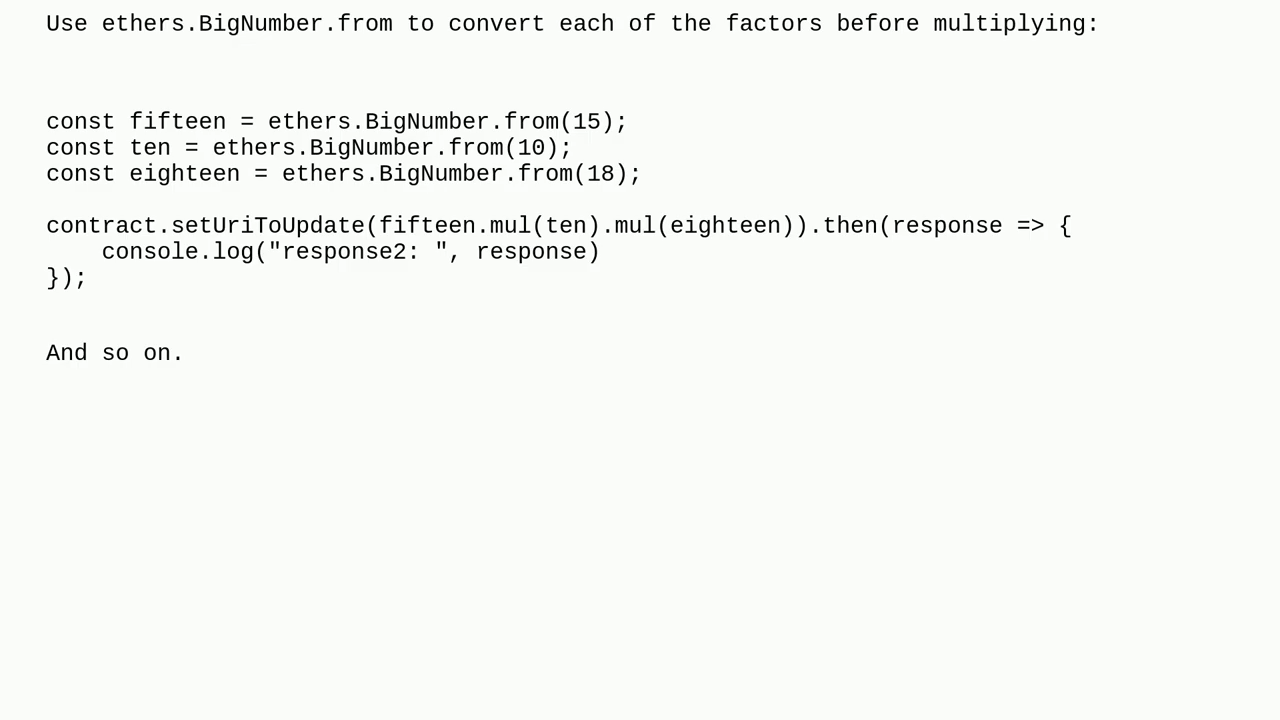 Use ethers.BigNumber.from to convert each of the factors before multiplying:
const fifteen = ethers.BigNumber.from(15);
const ten = ethers.BigNumber.from(10);
const eighteen = ethers.BigNumber.from(18);
contract.setUriToUpdate(fifteen.mul(ten).mul(eighteen)).then(response => {
    console.log("response2: ", response)
});
And so on.